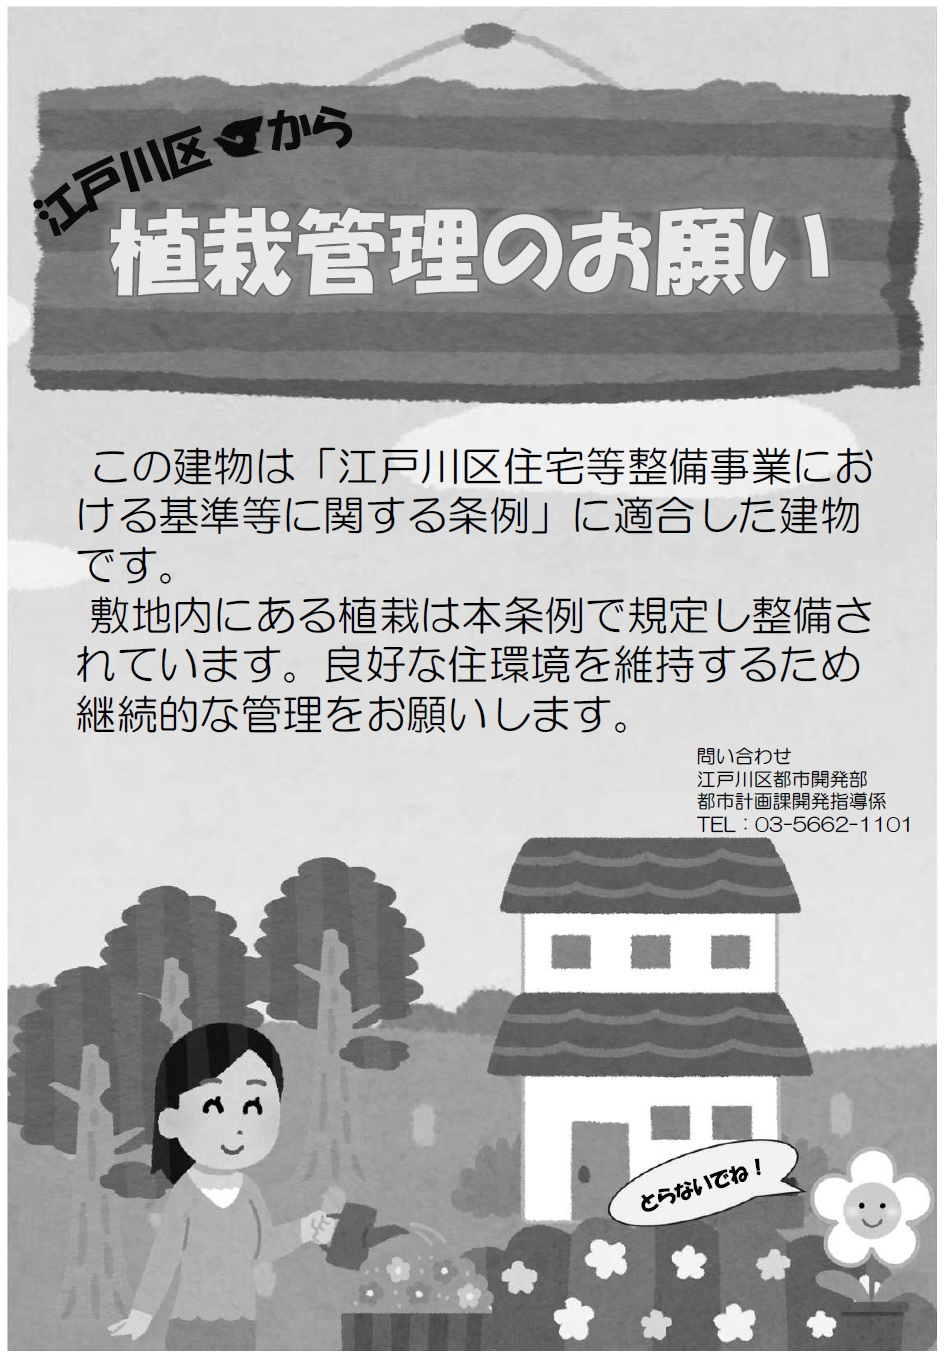 江戸川区から
植栽管理のお願い
この建物は「江戸川区住宅等整備事業にお
ける基準等に関する条例」に適合した建物
です。
敷地内にある植栽は本条例で規定し整備さ
れています。良好な住環境を維持するため
継続的な管理をお願いします。
問い合わせ
江戸川区都市開発部
都市計画課開発指導係
TEL：03-5662-1101
とらないでね！